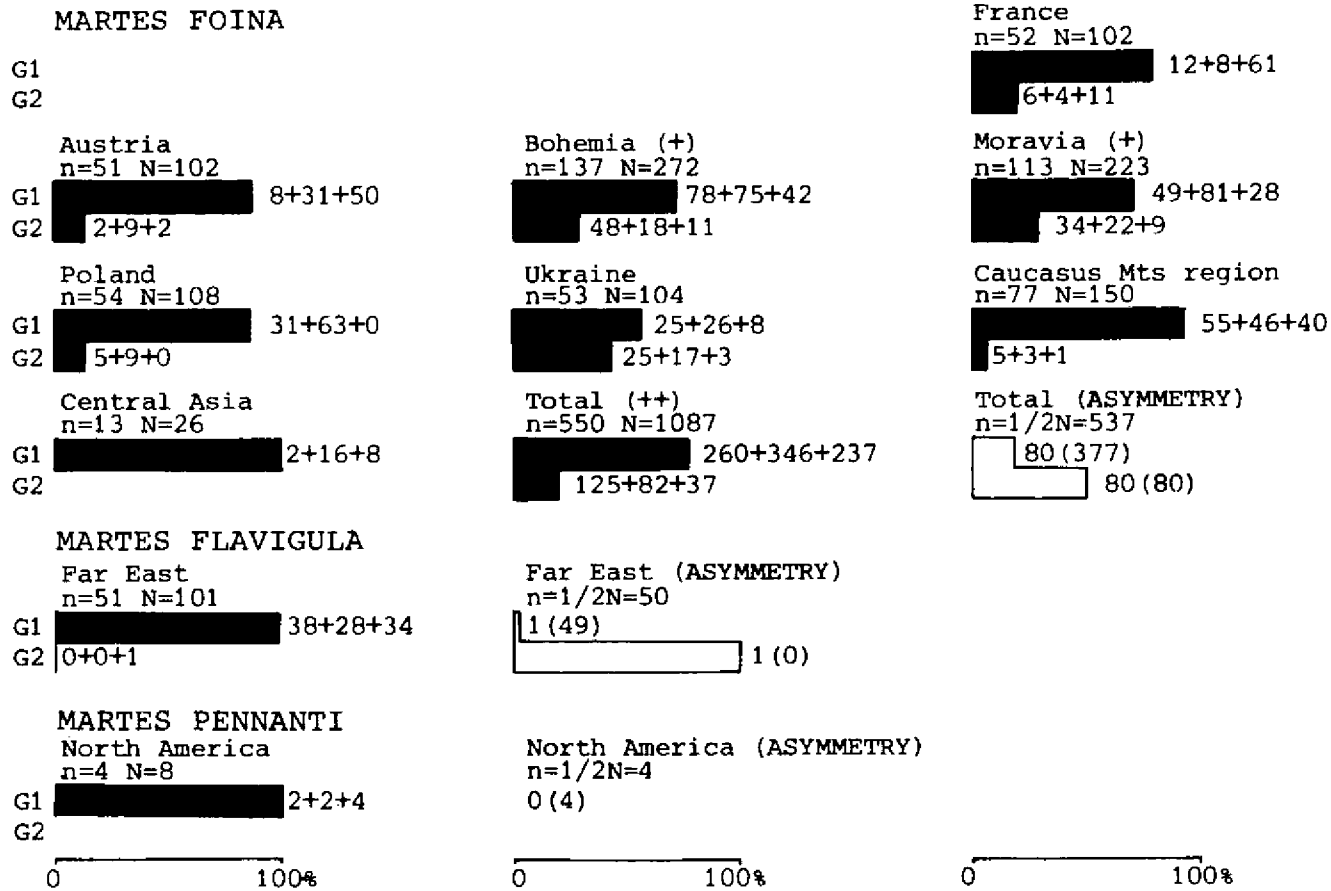 MARTES FOINA
France
n=52 N=102
G1 12+8+61
G2 6+4+11
Austria Bohemia (+) Moravia (+)
n=51 N=102 n=137 N=272 n=113 N=223
G1 8+31+50 78+75+42 49+81+28
G2 2+9+2 48+18+11 34+22+9
Poland Ukraine Caucasus Mts region
n=54 N=108 n=53 N=104 n=77 N=150
G1 31+63+0 25+26+8 55+46+40
G2 5+9+0 25+17+3 5+3+1
Central Asia Total (++) Total (ASYMMETRY)
n=13 N=26 n=550 N=1087 n=1/2N=537
G1 2+16+8 260+346+237 80(377)
G2 125+82+37 80(80)
MARTES FLAVIGULA
Far East Far East (ASYMMETRY)
n=51 N=101 n=1/2N=50
G1 38+28+34 1(49)
G2 0+0+1 1(0)
MARTES PENNANTI
North America North America (ASYMMETRY)
n=4 N=8 n=1/2N=4
G1 2+2+4 0(4)
G2
0 100% 0 100% 0 100%